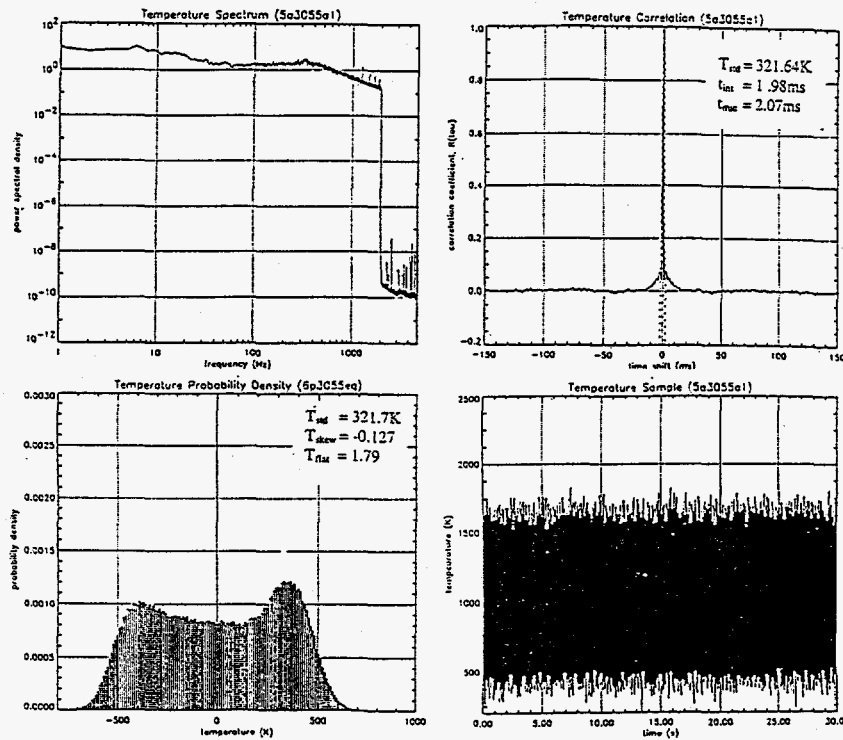 Temperature Spectrum (5a3055a1)
10^2
10^0
10^-2
10^-4
10^-6
10^-8
10^-10
10^-12
power spectral density
1
10
100
1000
frequency (Hz)
Temperature Correlation (5a3055a1)
1.0
0.8
0.6
0.4
0.2
0.0
-0.2
correlation coefficient, R(tau)
T_std = 321.64K
t_int = 1.98ms
t_mic = 2.07ms
-150
-100
-50
0
50
100
150
time shift (ms)
Temperature Probability Density (6p3055eq)
0.0030
0.0025
0.0020
0.0015
0.0010
0.0005
0.0000
probability density
T_std = 321.7K
T_skew = -0.127
T_flat = 1.79
-500
0
500
1000
temperature (K)
Temperature Sample (5a3055a1)
2500
2000
1500
1000
500
temperature (K)
0.00
5.00
10.00
15.00
20.00
25.00
30.00
time (s)